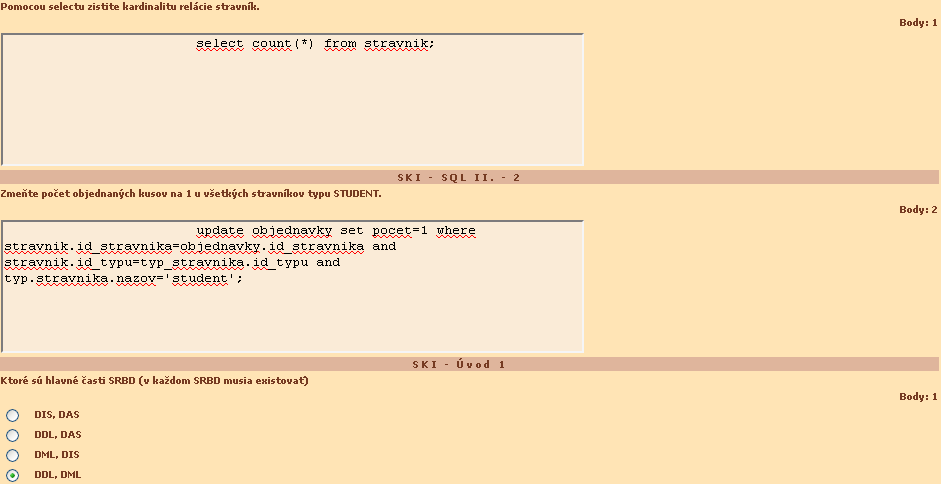 Pomocou selectu zistite kardinalitu relácie stravník.
Body: 1
select count(*) from stravnik;
SKI - SQL II. - 2
Zmeňte počet objednaných kusov na 1 u všetkých stravníkov typu STUDENT.
Body: 2
update objednavky set pocet=1 where
stravnik.id_stravnika=objednavky.id_stravnika and
stravnik.id_typu=typ_stravnika.id_typu and
typ.stravnika.nazov='student';
SKI - Úvod 1
Ktoré sú hlavné časti SRBD (v každom SRBD musia existovať)
Body: 1
DIS, DAS
DDL, DAS
DML, DIS
DDL, DML